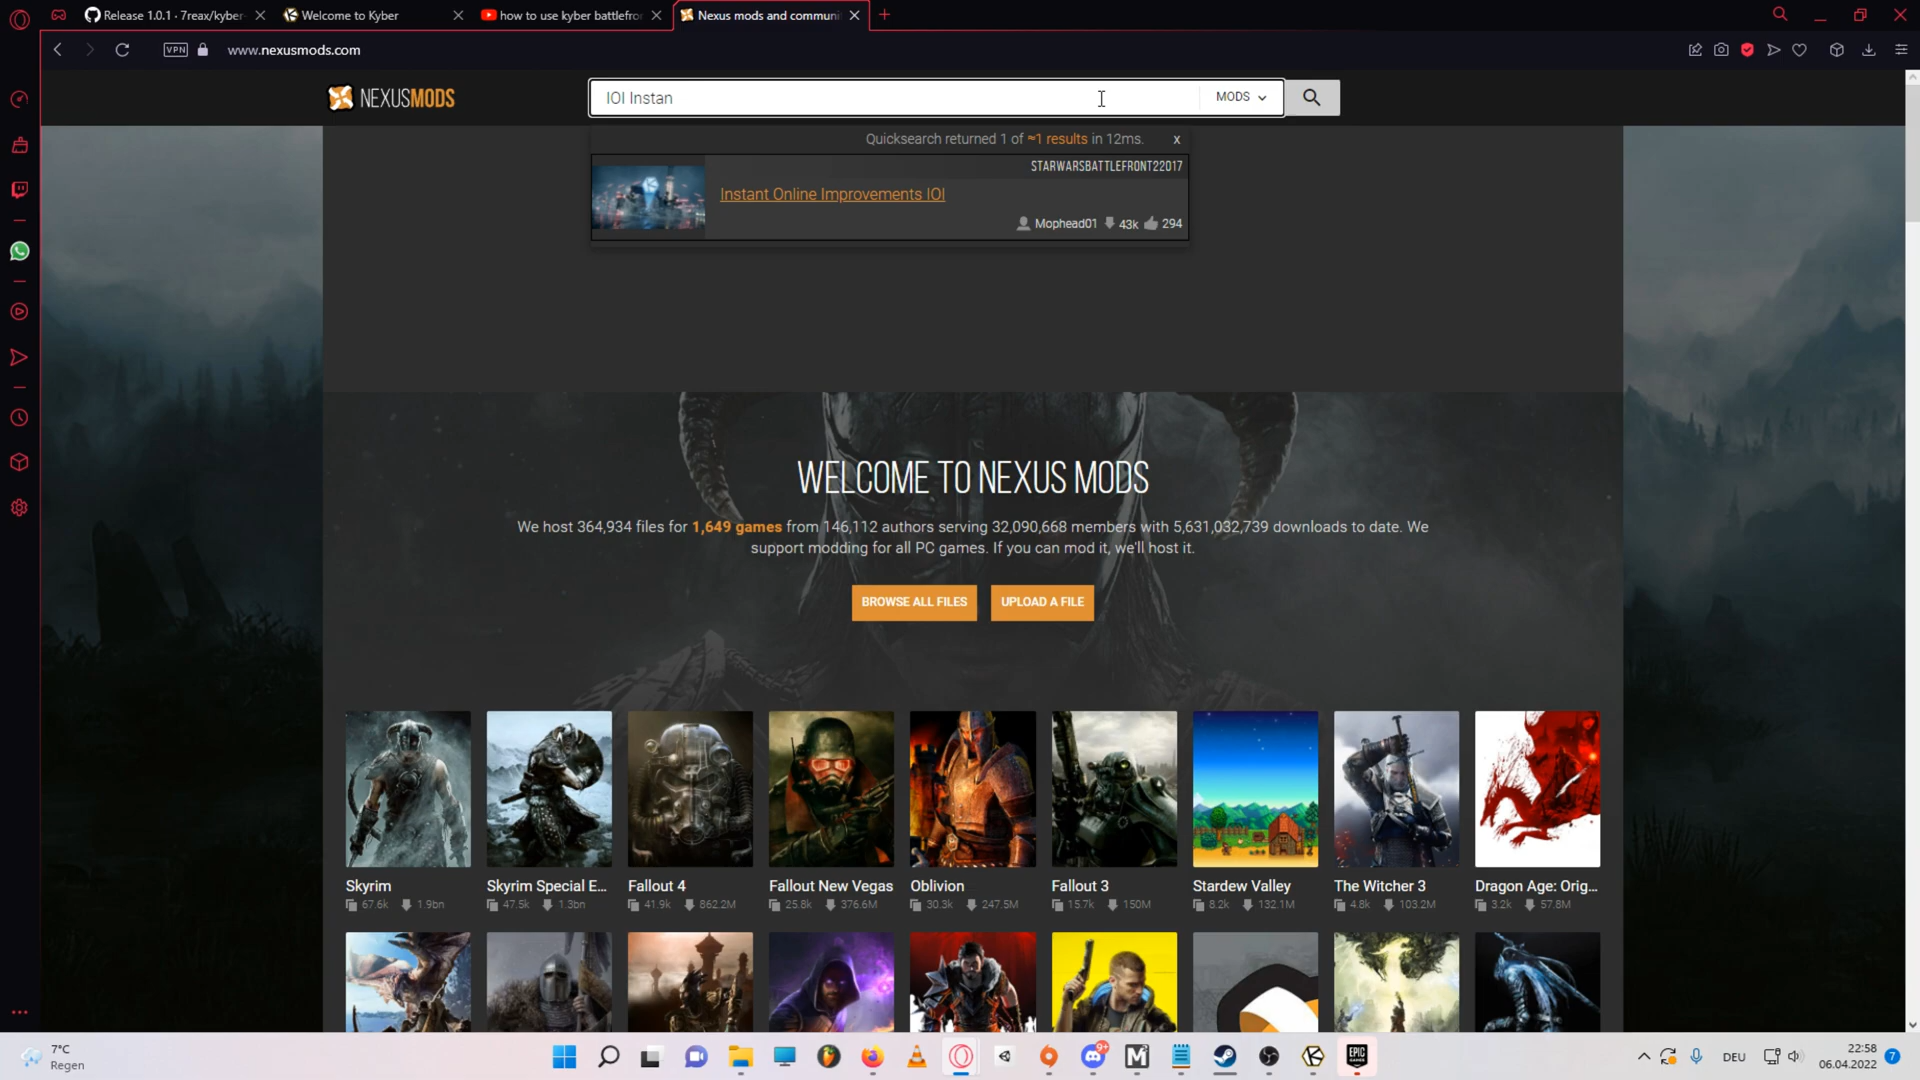 Release 1.0.1 · 7reax/kyber-
Welcome to Kyber
how to use kyber battlefro
Nexus mods and communi
VPN
www.nexusmods.com
NEXUSMODS
IOI Instan
MODS
Quicksearch returned 1 of ≈1 results in 12ms.
x
STARWARSBATTLEFRONT22017
Instant Online Improvements IOI
Mophead01 43k 294
WELCOME TO NEXUS MODS
We host 364,934 files for 1,649 games from 146,112 authors serving 32,090,668 members with 5,631,032,739 downloads to date. We
support modding for all PC games. If you can mod it, we'll host it.
BROWSE ALL FILES
UPLOAD A FILE
Skyrim
67.6k 1.9bn
Skyrim Special E...
47.5k 1.3bn
Fallout 4
41.9k 862.2M
Fallout New Vegas
25.8k 376.6M
Oblivion
30.3k 247.5M
Fallout 3
15.7k 150M
Stardew Valley
8.2k 132.1M
The Witcher 3
4.8k 103.2M
Dragon Age: Orig...
3.2k 57.8M
7°C
Regen
9+
EPIC
GAMES
DEU
22:58
06.04.2022
7